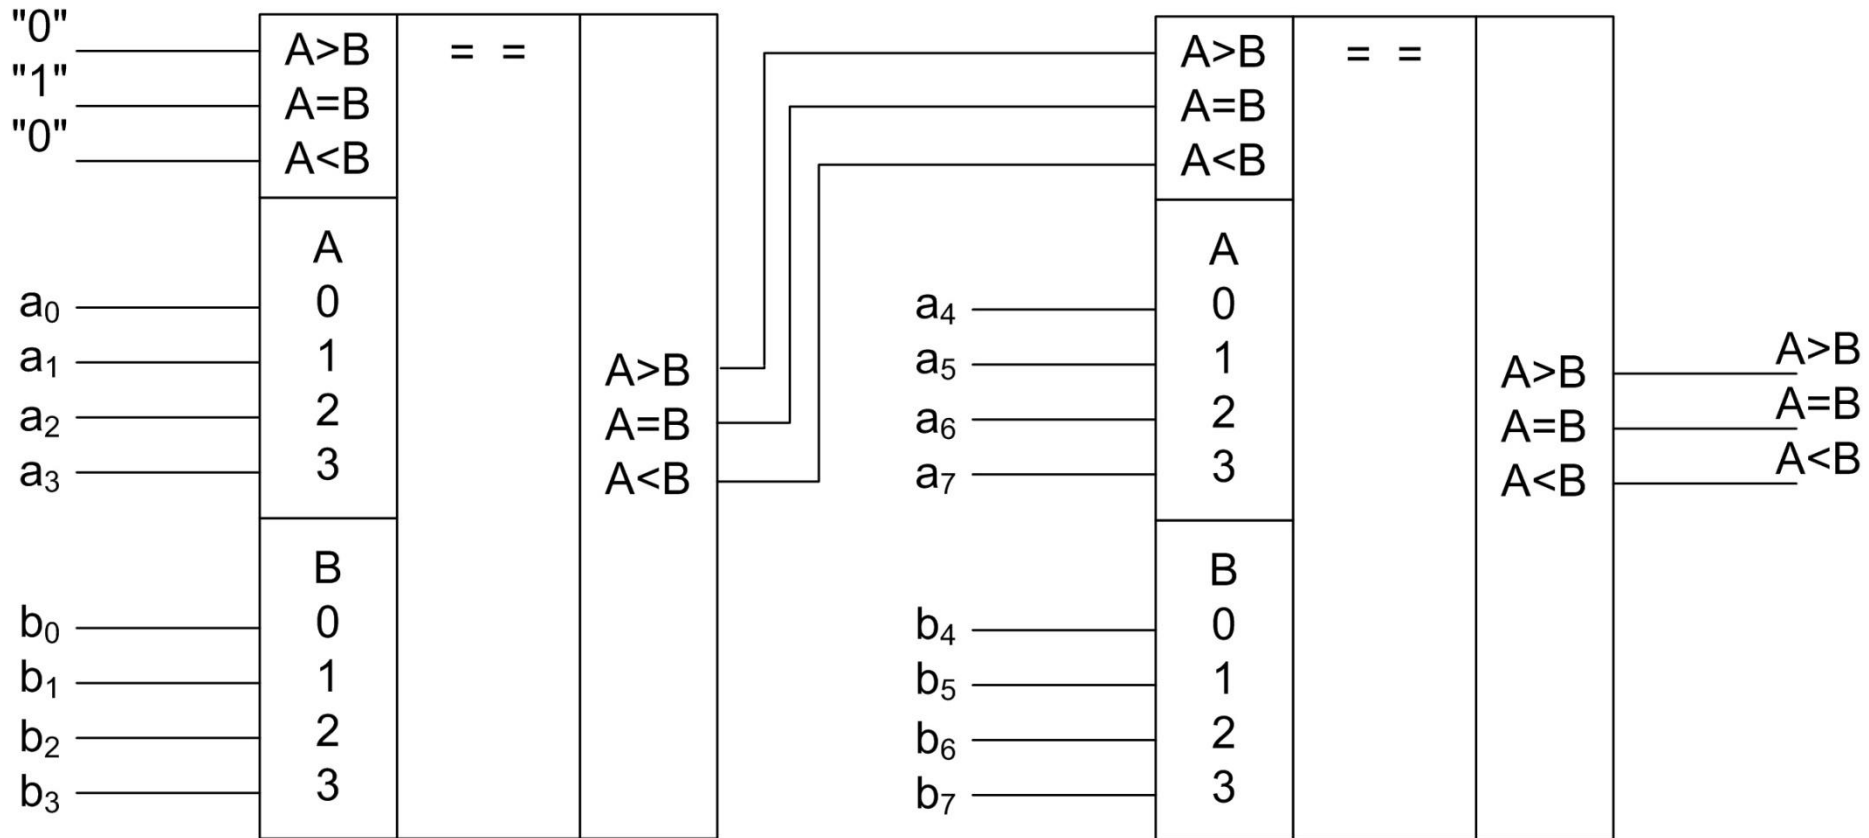 "0"
"1"
"0"
A>B
A=B
A<B
= =
A
0
1
2
3
a0
a1
a2
a3
B
0
1
2
3
b0
b1
b2
b3
A>B
A=B
A<B
A>B
A=B
A<B
= =
A
0
1
2
3
a4
a5
a6
a7
B
0
1
2
3
b4
b5
b6
b7
A>B
A=B
A<B
A>B
A=B
A<B